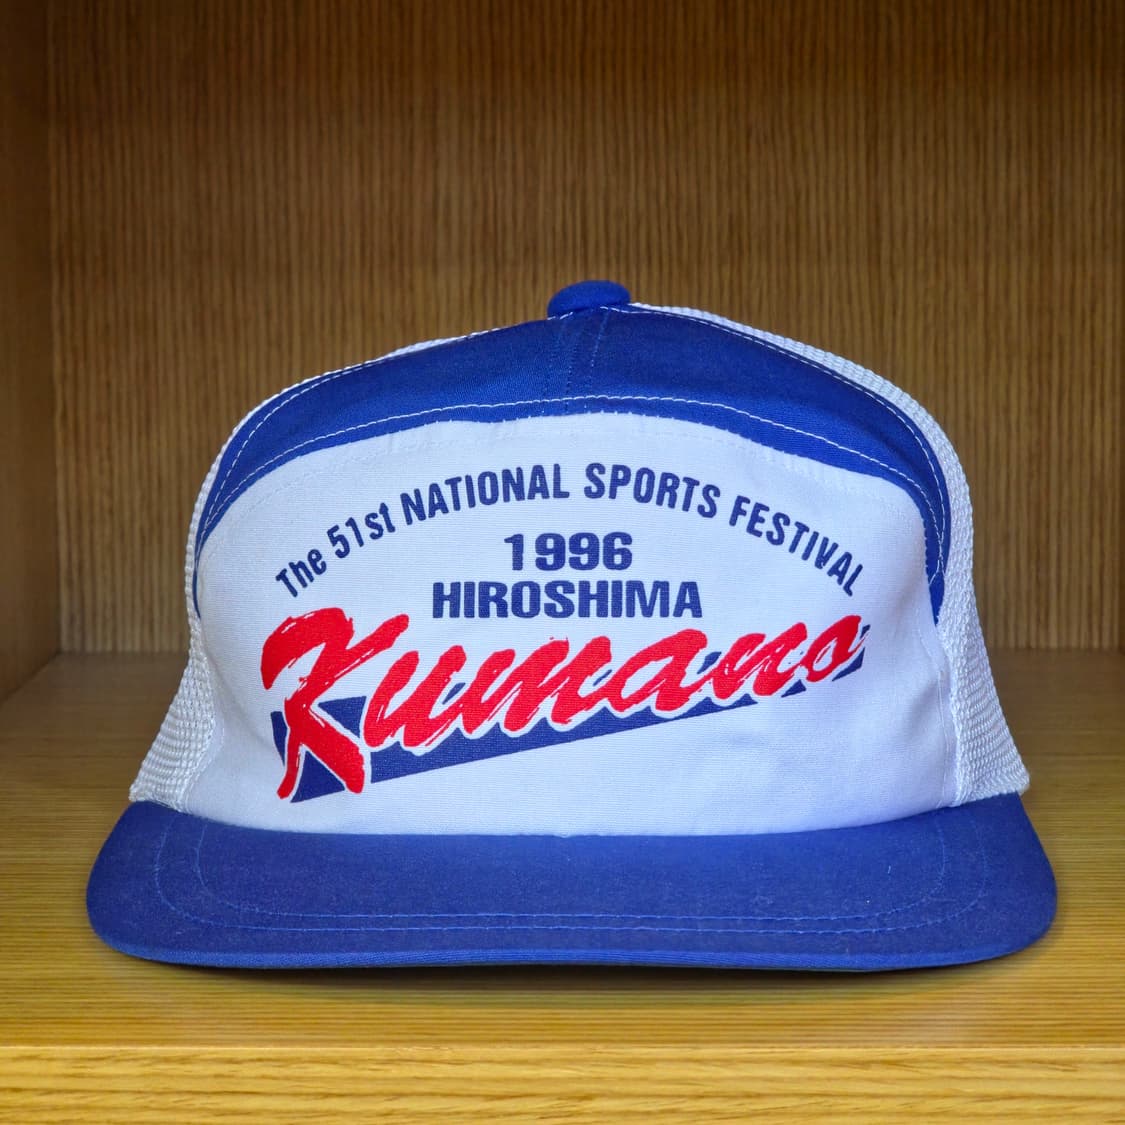 The 51st NATIONAL SPORTS FESTIVAL
1996
HIROSHIMA
Kumano